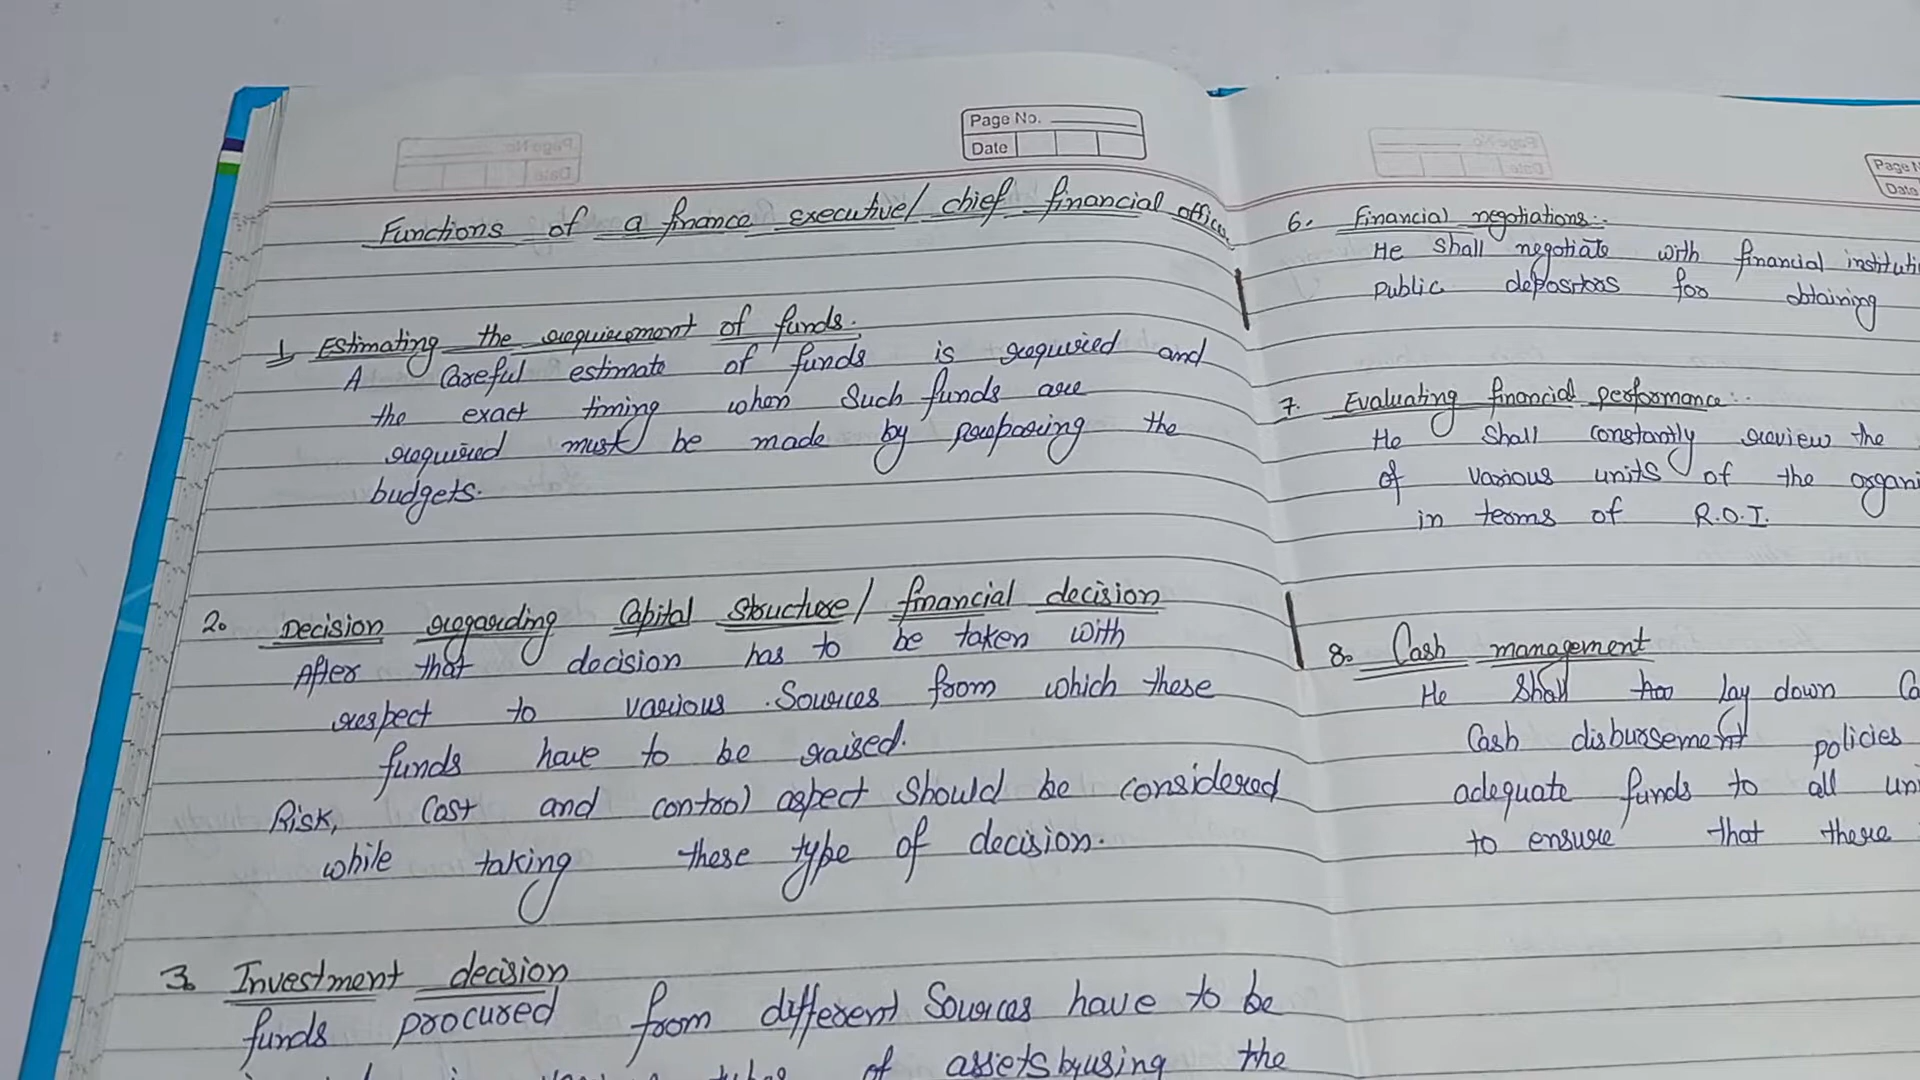 Page No.
Date
Functions of a finance executive/ chief financial officer
1 Estimating the requirement of funds.
A Careful estimate of funds is required and
the exact timing when Such funds are
required must be made by preparing the
budgets.
2. Decision regarding Capital Structure/ financial decision
After that decision has to be taken with
respect to various Sources from which these
funds have to be raised.
Risk, Cost and control aspect Should be considered
while taking these type of decision.
3. Investment decision
funds procured from different Sources have to be
of assets by using the
Page N
Date
6. Financial negotiations:-
He Shall negotiate with financial instituti
Public depositors for obtaining
7. Evaluating financial performance:-
He Shall constantly review the
of various units of the organi
in terms of R.O.I.
8. Cash management
He Shall lay down Ca
Cash disbursement policies
adequate funds to all uni
to ensure that there